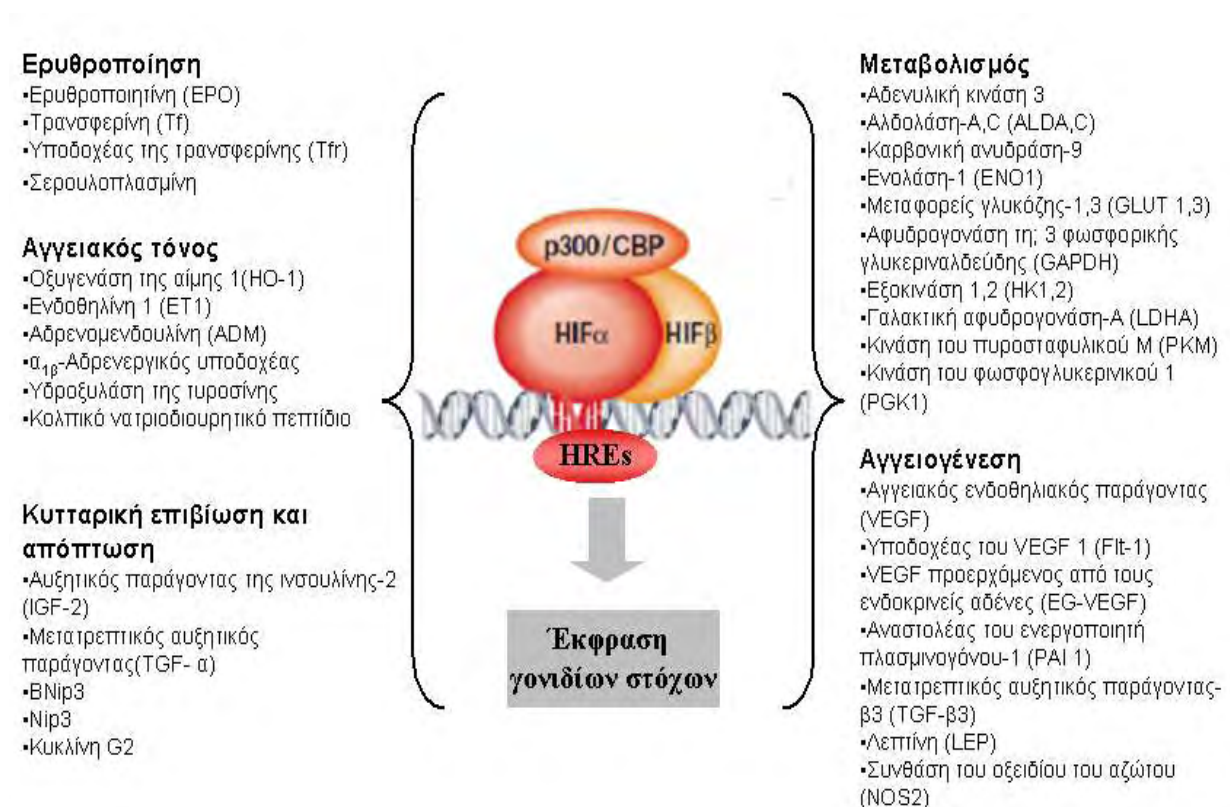 Ερυθροποίηση
▪Ερυθροποιητίνη (EPO)
▪Τρανσφερίνη (Tf)
▪Υποδοχέας της τρανσφερίνης (Tfr)
▪Σερουλοπλασμίνη
Αγγειακός τόνος
▪Οξυγενάση της αίμης 1(HO-1)
▪Ενδοθηλίνη 1 (ET1)
▪Αδρενομενδουλίνη (ADM)
▪α1β-Αδρενεργικός υποδοχέας
▪Υδροξυλάση της τυροσίνης
▪Κολπικό νατριοδιουρητικό πεπτίδιο
Κυτταρική επιβίωση και
απόπτωση
▪Αυξητικός παράγοντας της ινσουλίνης-2
(IGF-2)
▪Μετατρεπτικός αυξητικός
παράγοντας(TGF- α)
▪BNip3
▪Nip3
▪Κυκλίνη G2
p300/CBP
HIFα
HIFβ
HREs
Έκφραση
γονιδίων στόχων
Μεταβολισμός
▪Αδενυλική κινάση 3
▪Αλδολάση-Α,C (ALDA,C)
▪Καρβονική ανυδράση-9
▪Ενολάση-1 (ENO1)
▪Μεταφορείς γλυκόζης-1,3 (GLUT 1,3)
▪Αφυδρογονάση τη; 3 φωσφορικής
γλυκεριναλδεύδης (GAPDH)
▪Εξοκινάση 1,2 (HK1,2)
▪Γαλακτική αφυδρογονάση-Α (LDHA)
▪Κινάση του πυροσταφυλικού Μ (PKM)
▪Κινάση του φωσφογλυκερινικού 1
(PGK1)
Αγγειογένεση
▪Αγγειακός ενδοθηλιακός παράγοντας
(VEGF)
▪Υποδοχέας του VEGF 1 (Flt-1)
▪VEGF προερχόμενος από τους
ενδοκρινείς αδένες (EG-VEGF)
▪Αναστολέας του ενεργοποιητή
πλασμινογόνου-1 (PAI 1)
▪Μετατρεπτικός αυξητικός παράγοντας-
β3 (TGF-β3)
▪Λεπτίνη (LEP)
▪Συνθάση του οξειδίου του αζώτου
(NOS2)